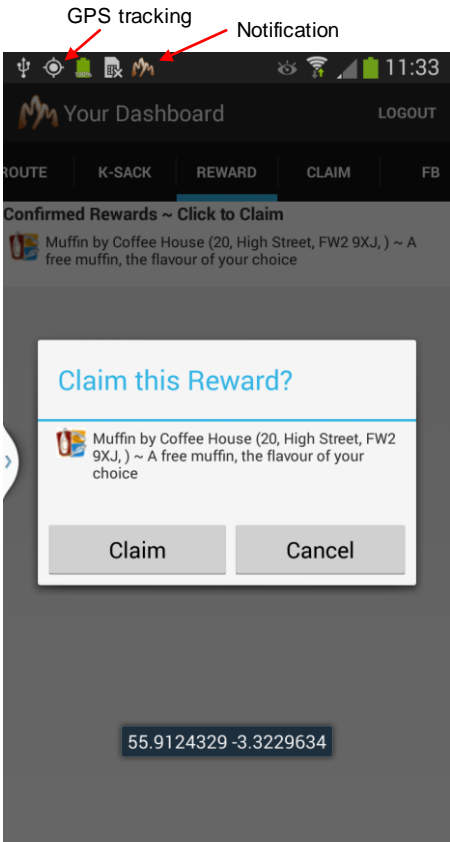 GPS tracking
Notification
100%
11:33
Your Dashboard
LOGOUT
ROUTE
K-SACK
REWARD
CLAIM
FB
Confirmed Rewards ~ Click to Claim
Muffin by Coffee House (20, High Street, FW2 9XJ, ) ~ A
free muffin, the flavour of your choice
Claim this Reward?
Muffin by Coffee House (20, High Street, FW2
9XJ, ) ~ A free muffin, the flavour of your
choice
Claim
Cancel
55.9124329 -3.3229634